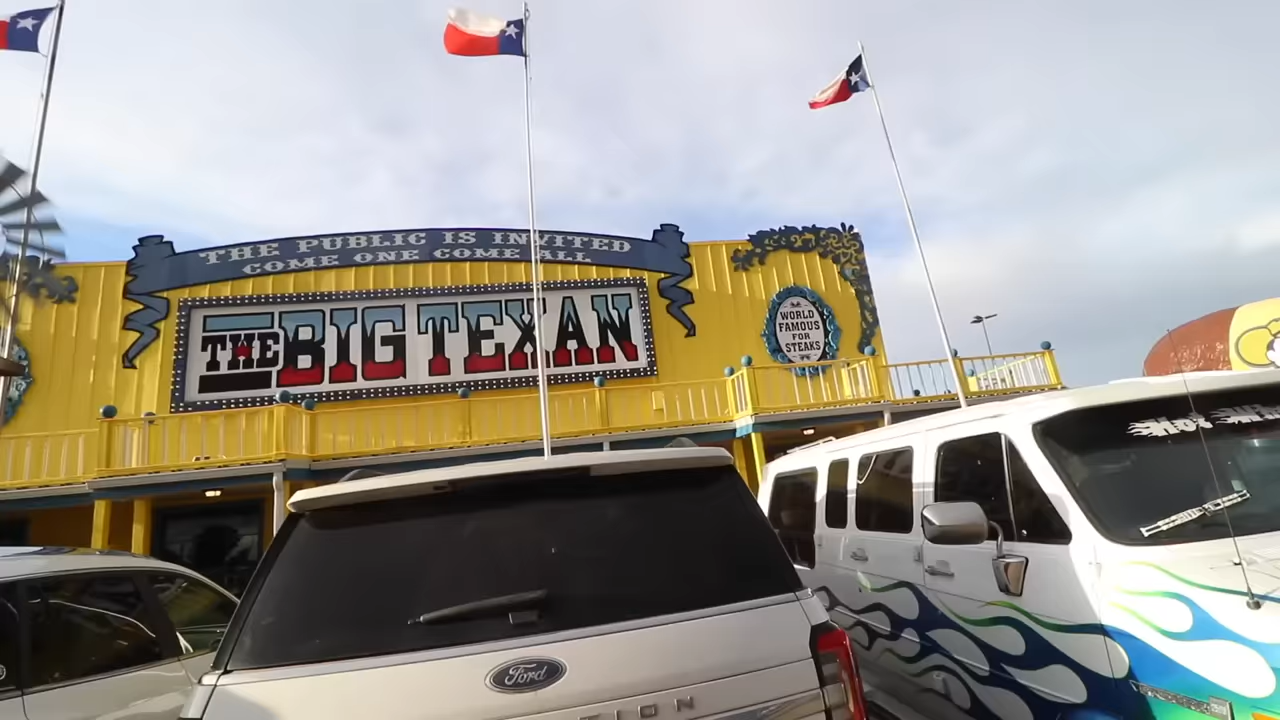 THE PUBLIC IS INVITED
COME ONE COME ALL
THE BIG TEXAN
WORLD
FAMOUS
FOR
STEAKS
Ford